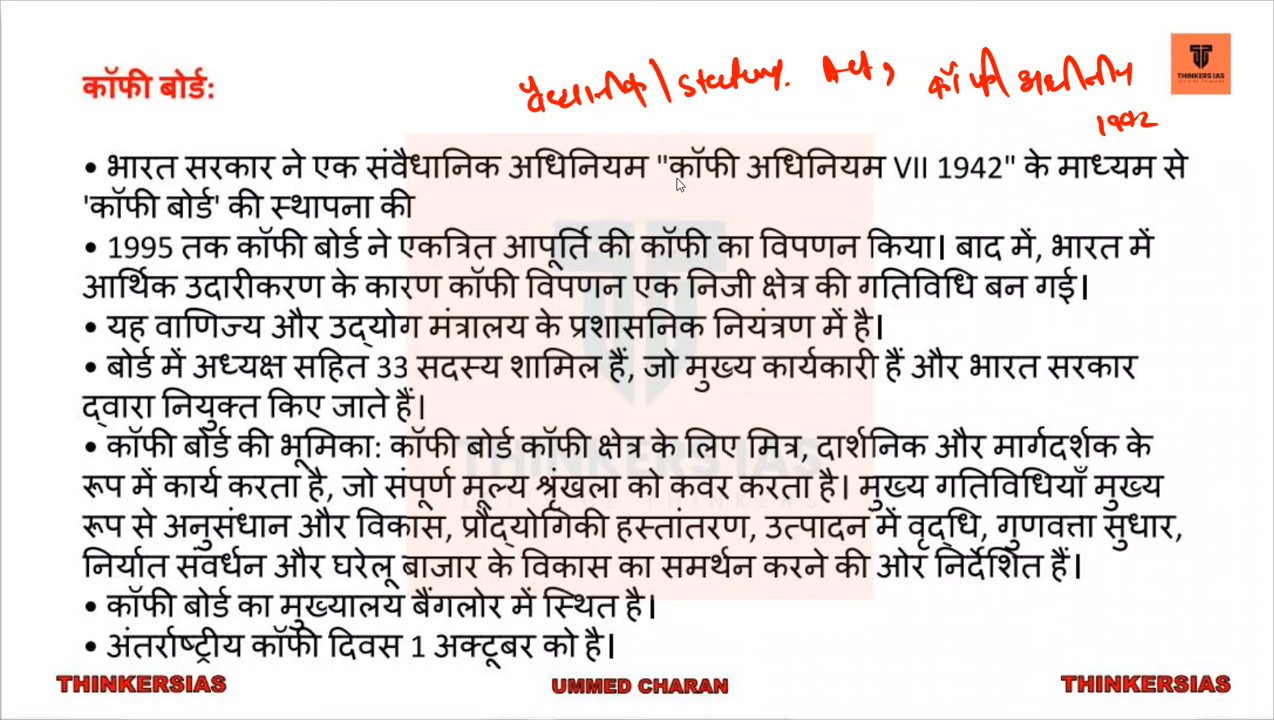 कॉफी बोर्ड:
वैधानिक / Statutory. Act, कॉफी अधिनियम
1942
THINKERS IAS
• भारत सरकार ने एक संवैधानिक अधिनियम "कॉफी अधिनियम VII 1942" के माध्यम से
'कॉफी बोर्ड' की स्थापना की
• 1995 तक कॉफी बोर्ड ने एकत्रित आपूर्ति की कॉफी का विपणन किया। बाद में, भारत में
आर्थिक उदारीकरण के कारण कॉफी विपणन एक निजी क्षेत्र की गतिविधि बन गई।
• यह वाणिज्य और उद्योग मंत्रालय के प्रशासनिक नियंत्रण में है।
• बोर्ड में अध्यक्ष सहित 33 सदस्य शामिल हैं, जो मुख्य कार्यकारी हैं और भारत सरकार
द्वारा नियुक्त किए जाते हैं।
• कॉफी बोर्ड की भूमिका: कॉफी बोर्ड कॉफी क्षेत्र के लिए मित्र, दार्शनिक और मार्गदर्शक के
रूप में कार्य करता है, जो संपूर्ण मूल्य श्रृंखला को कवर करता है। मुख्य गतिविधियाँ मुख्य
रूप से अनुसंधान और विकास, प्रौद्योगिकी हस्तांतरण, उत्पादन में वृद्धि, गुणवत्ता सुधार,
निर्यात संवर्धन और घरेलू बाजार के विकास का समर्थन करने की ओर निर्देशित हैं।
• कॉफी बोर्ड का मुख्यालय बैंगलोर में स्थित है।
• अंतर्राष्ट्रीय कॉफी दिवस 1 अक्टूबर को है।
THINKERSIAS UMMED CHARAN THINKERSIAS